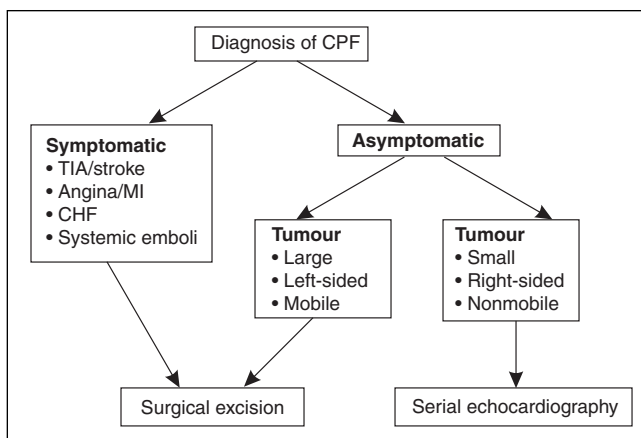 Diagnosis of CPF
Symptomatic
• TIA/stroke
• Angina/MI
• CHF
• Systemic emboli
Asymptomatic
Tumour
• Large
• Left-sided
• Mobile
Tumour
• Small
• Right-sided
• Nonmobile
Surgical excision
Serial echocardiography